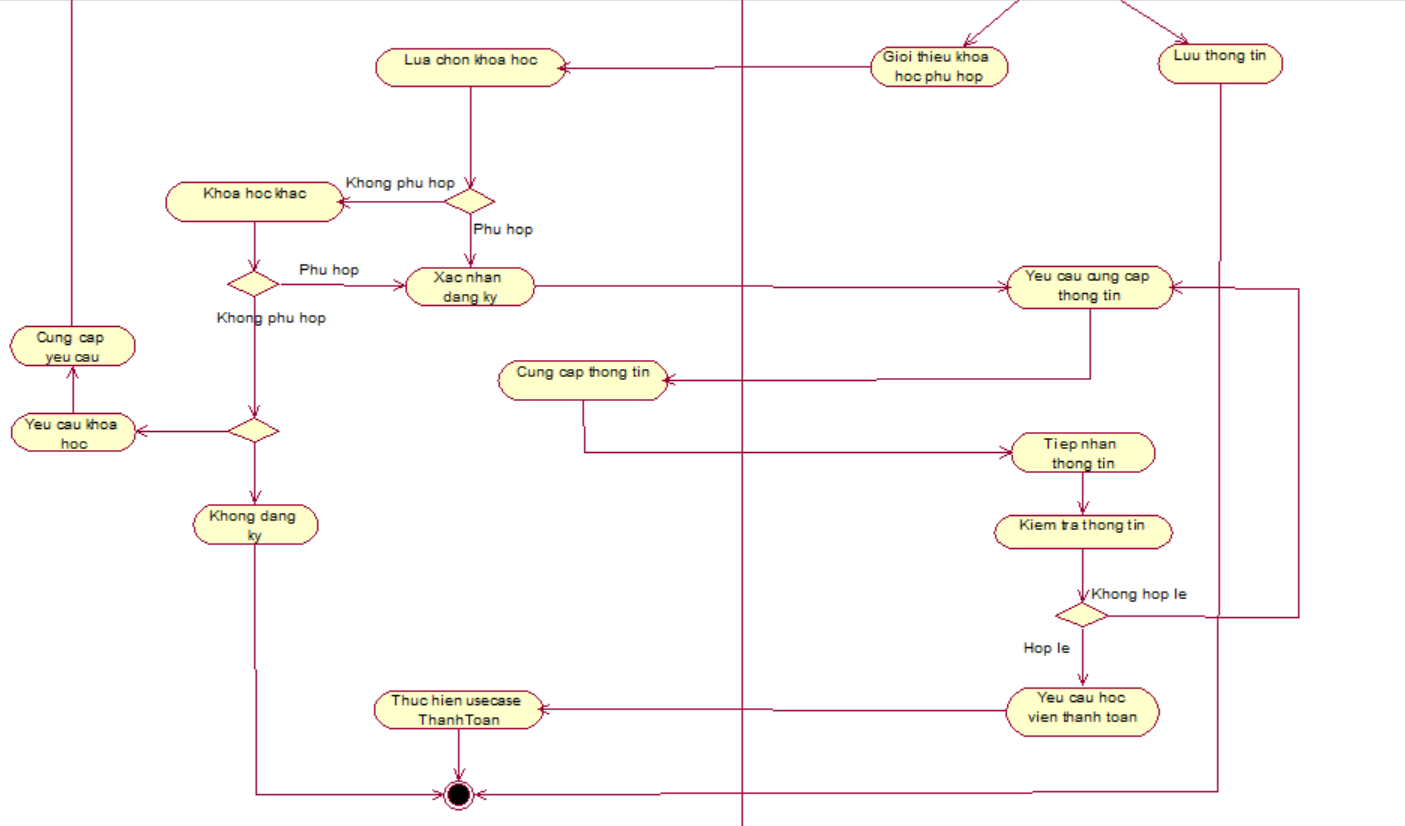 Lua chon khoa hoc
Gioi thieu khoa
hoc phu hop
Luu thong tin
Khong phu hop
Khoa hoc khac
Phu hop
Phu hop
Xac nhan
dang ky
Yeu cau cung cap
thong tin
Khong phu hop
Cung cap
yeu cau
Cung cap thong tin
Yeu cau khoa
hoc
Tiep nhan
thong tin
Khong dang
ky
Kiem tra thong tin
Khong hop le
Hop le
Thuc hien usecase
ThanhToan
Yeu cau hoc
vien thanh toan